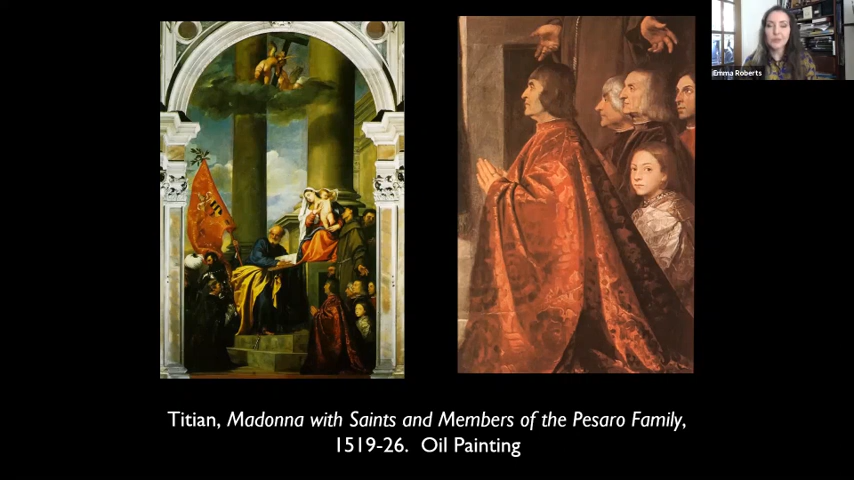 Emma Roberts
Titian, Madonna with Saints and Members of the Pesaro Family,
1519-26. Oil Painting